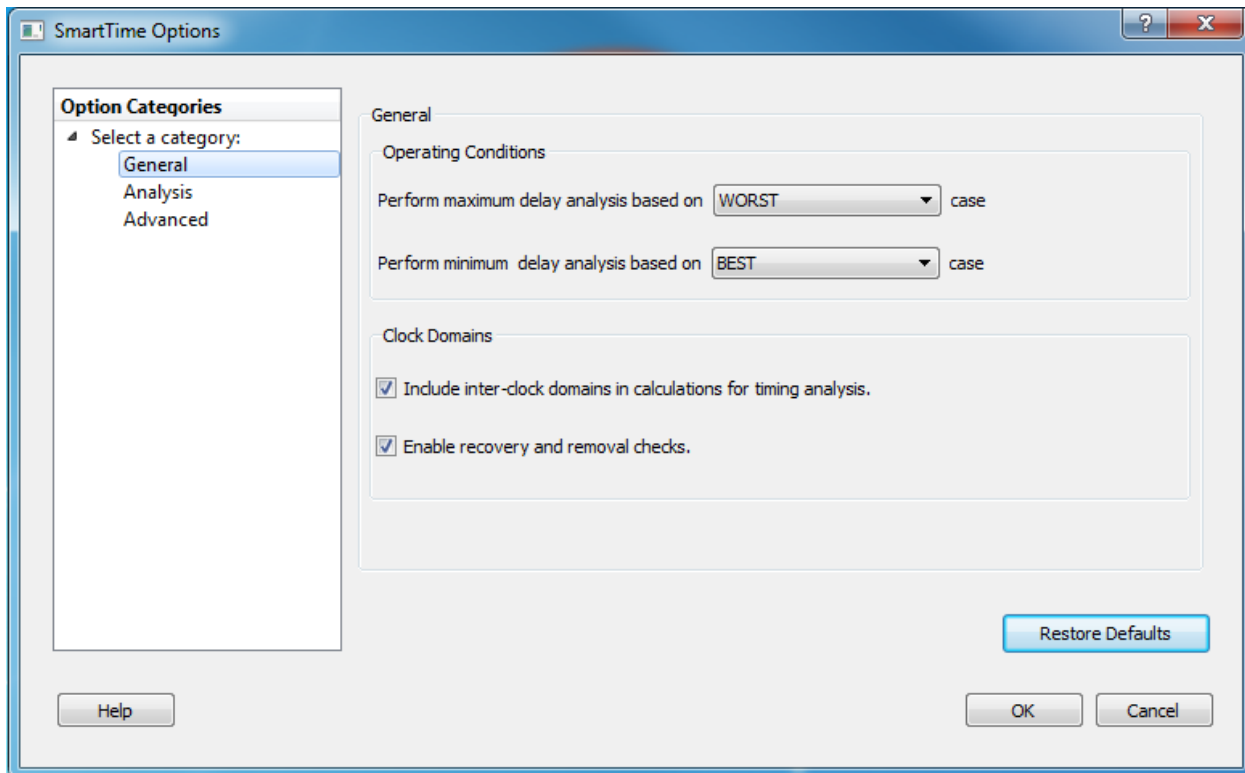 SmartTime Options
?
X
Option Categories
Select a category:
General
Analysis
Advanced
General
Operating Conditions
Perform maximum delay analysis based on WORST case
Perform minimum delay analysis based on BEST case
Clock Domains
Include inter-clock domains in calculations for timing analysis.
Enable recovery and removal checks.
Restore Defaults
Help OK Cancel